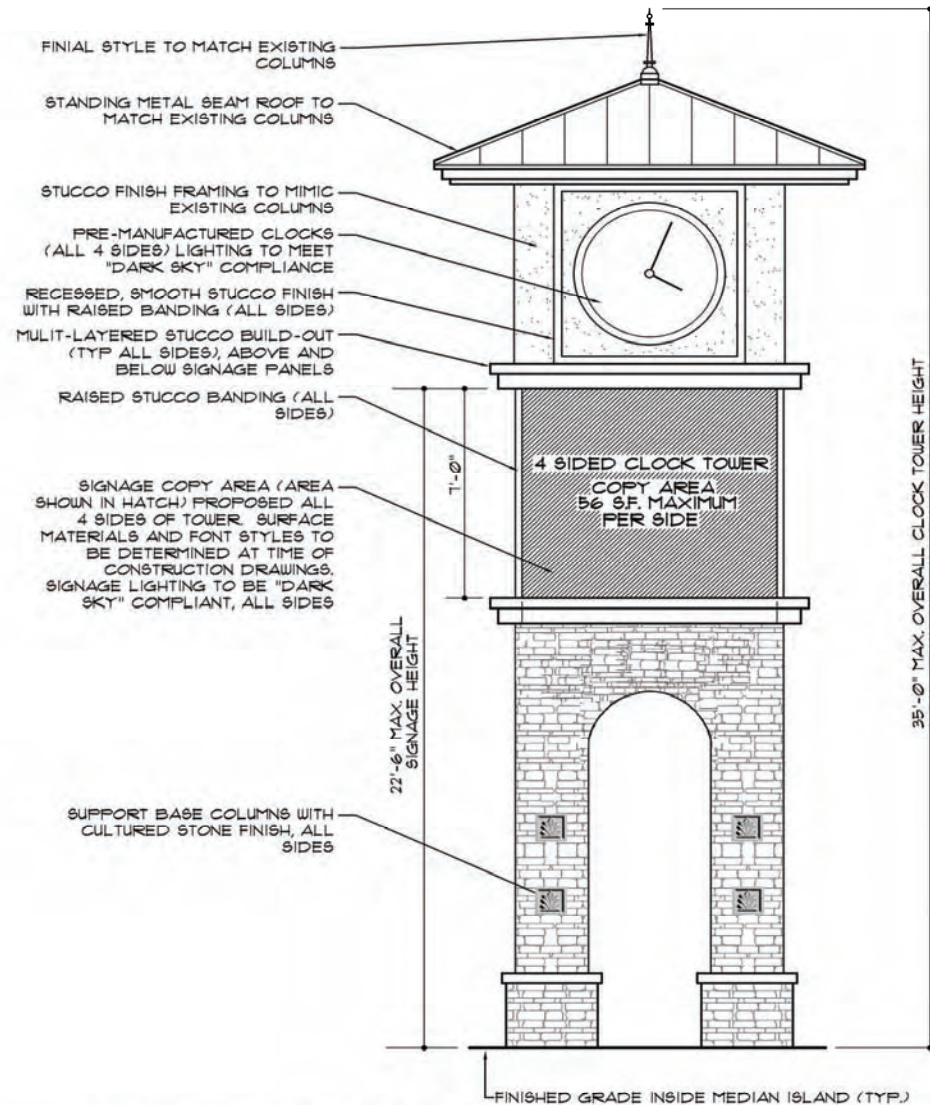 FINIAL STYLE TO MATCH EXISTING
COLUMNS
STANDING METAL SEAM ROOF TO
MATCH EXISTING COLUMNS
STUCCO FINISH FRAMING TO MIMIC
EXISTING COLUMNS
PRE-MANUFACTURED CLOCKS
(ALL 4 SIDES) LIGHTING TO MEET
"DARK SKY" COMPLIANCE
RECESSED, SMOOTH STUCCO FINISH
WITH RAISED BANDING (ALL SIDES)
MULIT-LAYERED STUCCO BUILD-OUT
(TYP ALL SIDES), ABOVE AND
BELOW SIGNAGE PANELS
RAISED STUCCO BANDING (ALL
SIDES)
SIGNAGE COPY AREA (AREA
SHOWN IN HATCH) PROPOSED ALL
4 SIDES OF TOWER. SURFACE
MATERIALS AND FONT STYLES TO
BE DETERMINED AT TIME OF
CONSTRUCTION DRAWINGS.
SIGNAGE LIGHTING TO BE "DARK
SKY" COMPLIANT, ALL SIDES
7'-0"
4 SIDED CLOCK TOWER
COPY AREA
56 S.F. MAXIMUM
PER SIDE
22'-6" MAX. OVERALL
SIGNAGE HEIGHT
35'-0" MAX. OVERALL CLOCK TOWER HEIGHT
SUPPORT BASE COLUMNS WITH
CULTURED STONE FINISH, ALL
SIDES
FINISHED GRADE INSIDE MEDIAN ISLAND (TYP.)